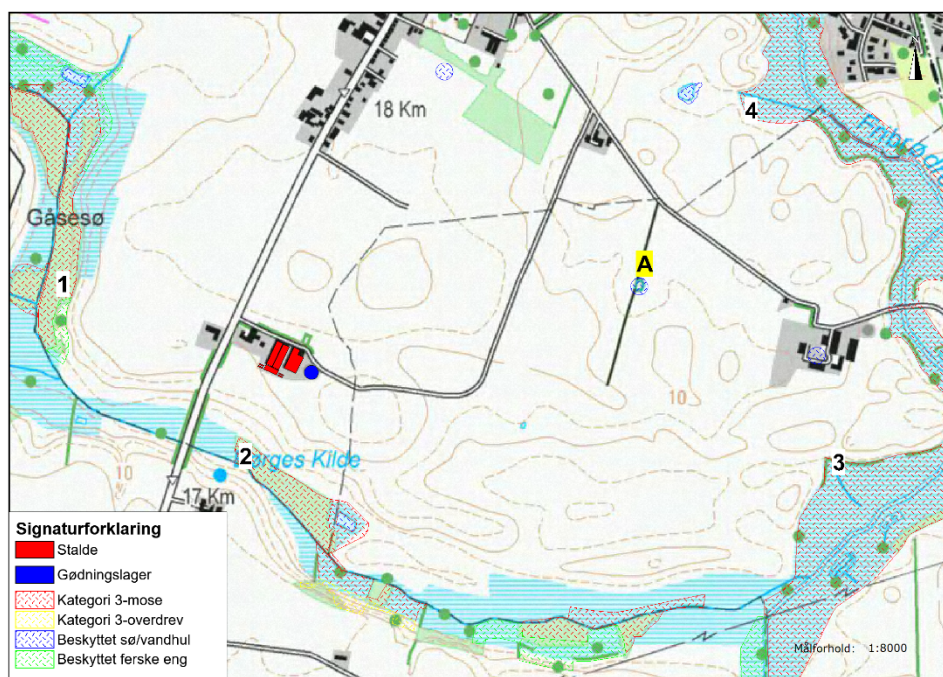 18 Km
4
Gåsesø
A
1
10
2
3
10
17 Km
Signaturforklaring
Stalde
Gødningslager
Kategori 3-mose
Kategori 3-overdrev
Beskyttet sø/vandhul
Beskyttet ferske eng
Kilde
Målforhold: 1:8000